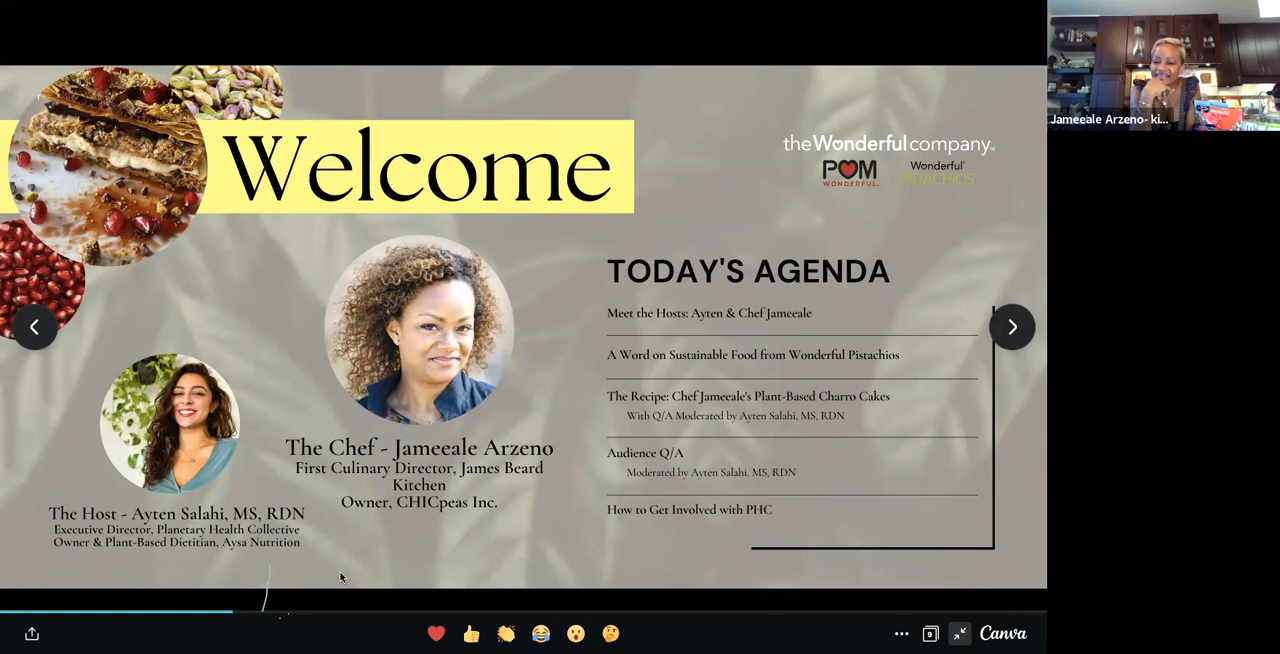 Welcome
the Wonderful company
POM
WONDERFUL
Wonderful
PISTACHIOS
TODAY'S AGENDA
Meet the Hosts: Ayten & Chef Jameeale
A Word on Sustainable Food from Wonderful Pistachios
The Recipe: Chef Jameeale's Plant-Based Charro Cakes
With Q/A Moderated by Ayten Salahi, MS, RDN
Audience Q/A
Moderated by Ayten Salahi, MS, RDN
How to Get Involved with PHC
The Chef - Jameeale Arzeno
First Culinary Director, James Beard
Kitchen
Owner, CHICpeas Inc.
The Host - Ayten Salahi, MS, RDN
Executive Director, Planetary Health Collective
Owner & Plant-Based Dietitian, Aysa Nutrition
Jameeale Arzeno- ki...
9
Canva